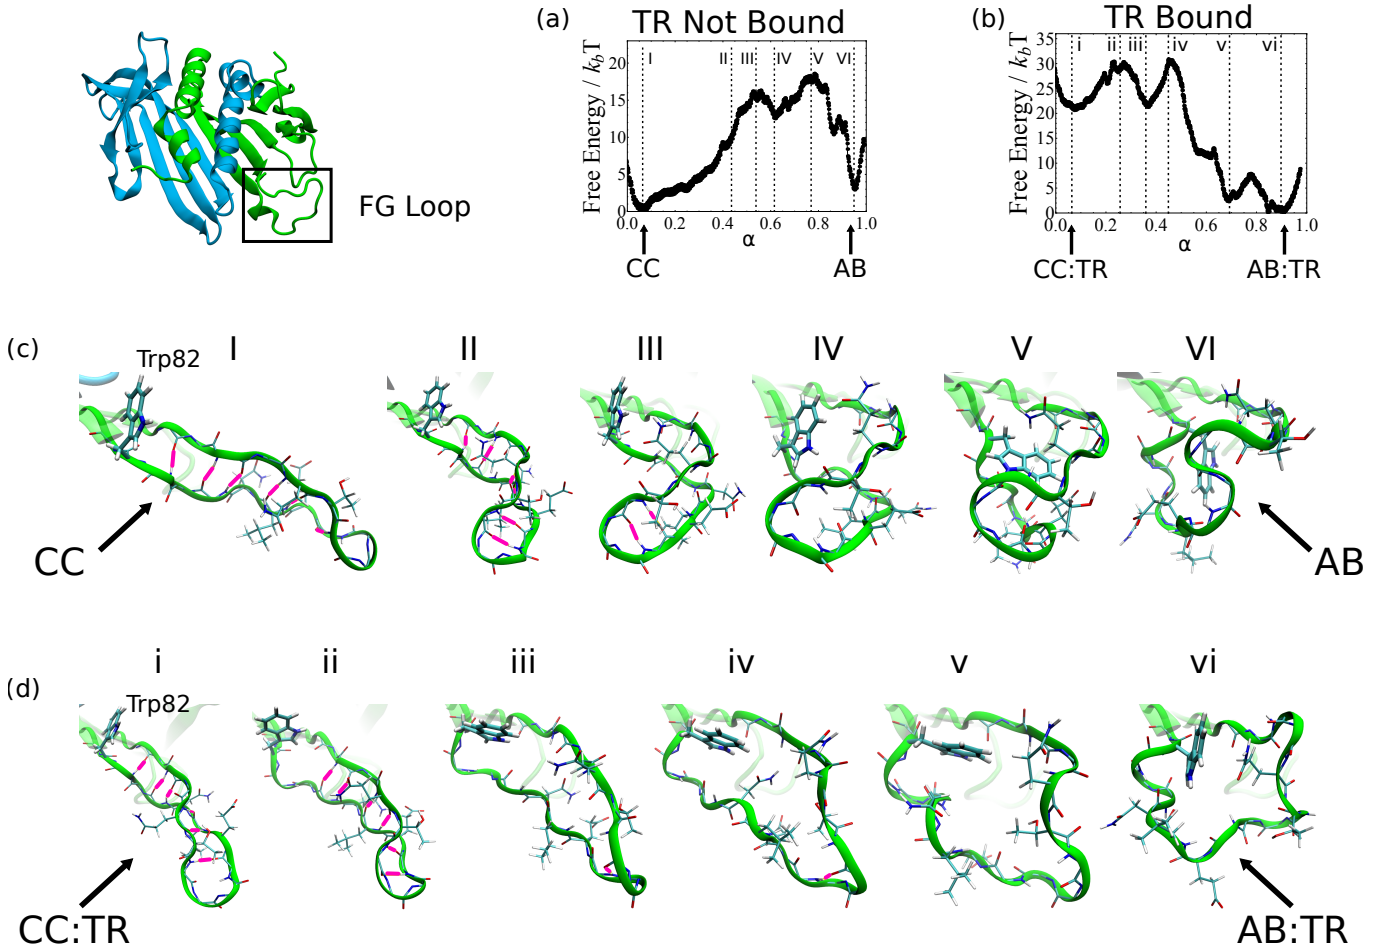 (a)
TR Not Bound
Free Energy / k_bT
20
15
10
5
0
I II III IV V VI
0.0 0.2 0.4 0.6 0.8 1.0
α
CC AB
(b)
TR Bound
Free Energy / k_bT
35
30
25
20
15
10
5
0
i ii iii iv v vi
0.0 0.2 0.4 0.6 0.8 1.0
α
CC:TR AB:TR
FG Loop
(c)
I II III IV V VI
Trp82
CC
AB
i ii iii iv v vi
(d)
Trp82
CC:TR
AB:TR